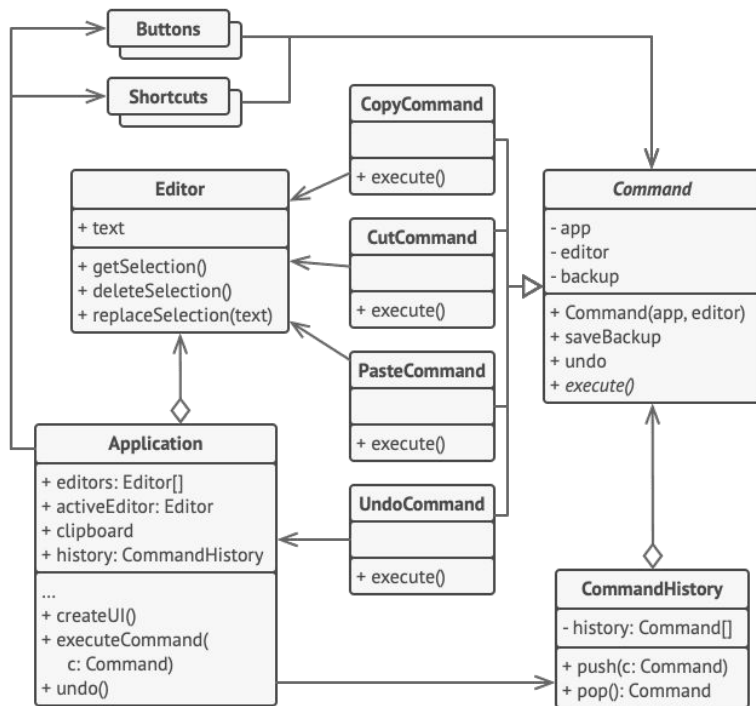 Buttons
Shortcuts
CopyCommand
+ execute()
Editor
+ text
+ getSelection()
+ deleteSelection()
+ replaceSelection(text)
CutCommand
+ execute()
Command
- app
- editor
- backup
+ Command(app, editor)
+ saveBackup
+ undo
+ execute()
PasteCommand
+ execute()
Application
+ editors: Editor[]
+ activeEditor: Editor
+ clipboard
+ history: CommandHistory
...
+ createUI()
+ executeCommand(
c: Command)
+ undo()
UndoCommand
+ execute()
CommandHistory
- history: Command[]
+ push(c: Command)
+ pop(): Command